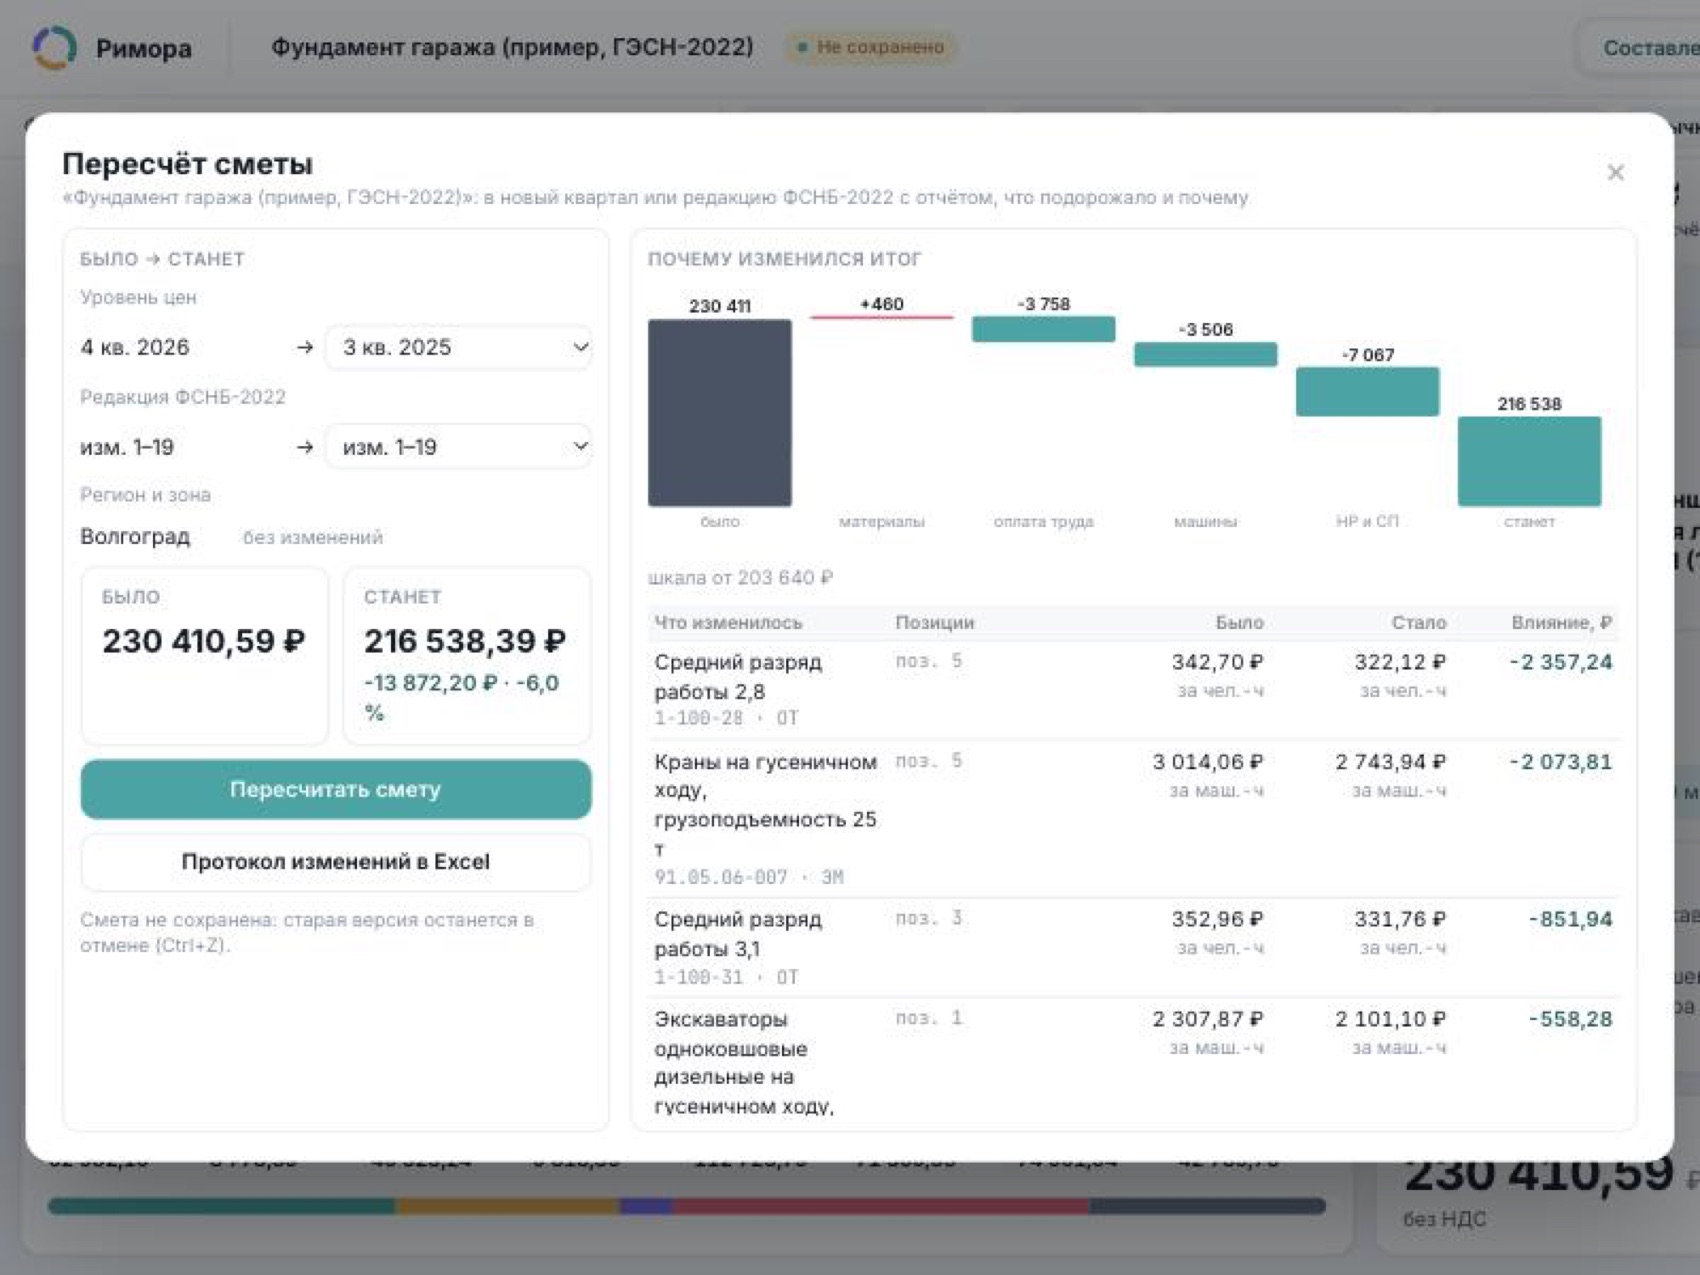 Римора
Фундамент гаража (пример, ГЭСН-2022)
Не сохранено
Составле
Пересчёт сметы
«Фундамент гаража (пример, ГЭСН-2022)»: в новый квартал или редакцию ФСНБ-2022 с отчётом, что подорожало и почему
БЫЛО → СТАНЕТ
Уровень цен
4 кв. 2026 → 3 кв. 2025
Редакция ФСНБ-2022
изм. 1–19 → изм. 1–19
Регион и зона
Волгоград без изменений
БЫЛО
230 410,59 ₽
СТАНЕТ
216 538,39 ₽
-13 872,20 ₽ · -6,0
%
Пересчитать смету
Протокол изменений в Excel
Смета не сохранена: старая версия останется в
отмене (Ctrl+Z).
ПОЧЕМУ ИЗМЕНИЛСЯ ИТОГ
230 411 +460 -3 758 -3 506 -7 067 216 538
было материалы оплата труда машины НР и СП станет
шкала от 203 640 ₽
Что изменилось Позиции Было Стало Влияние, ₽
Средний разряд поз. 5 342,70 ₽ 322,12 ₽ -2 357,24
работы 2,8 за чел.-ч за чел.-ч
1-100-28 · ОТ
Краны на гусеничном поз. 5 3 014,06 ₽ 2 743,94 ₽ -2 073,81
ходу, за маш.-ч за маш.-ч
грузоподъемность 25
т
91.05.06-007 · ЭМ
Средний разряд поз. 3 352,96 ₽ 331,76 ₽ -851,94
работы 3,1 за чел.-ч за чел.-ч
1-100-31 · ОТ
Экскаваторы поз. 1 2 307,87 ₽ 2 101,10 ₽ -558,28
одноковшовые за маш.-ч за маш.-ч
дизельные на
гусеничном ходу,
230 410,59 ₽
без НДС